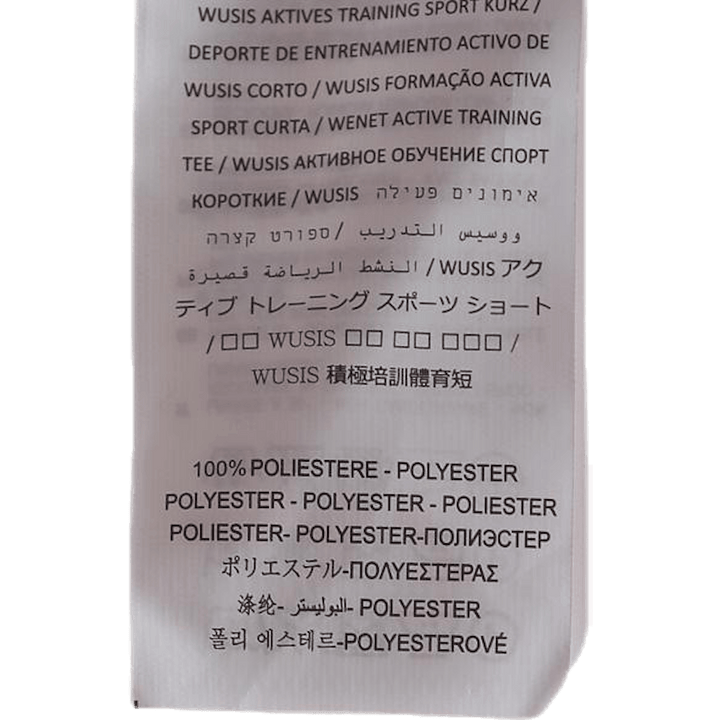 WUSIS AKTIVES TRAINING SPORT KURZ /
DEPORTE DE ENTRENAMIENTO ACTIVO DE
WUSIS CORTO / WUSIS FORMAÇÃO ACTIVA
SPORT CURTA / WENET ACTIVE TRAINING
TEE / WUSIS АКТИВНОЕ ОБУЧЕНИЕ СПОРТ
КОРОТКИЕ / WUSIS אימונים פעילה
ווوسيس التدريب / ספורט קצרה
النشط الرياضة قصيرة / WUSIS アク
ティブ トレーニング スポーツ ショート
/ □□ WUSIS □□ □□ □□□ /
WUSIS 積極培訓體育短
100% POLIESTERE - POLYESTER
POLYESTER - POLYESTER - POLIESTER
POLIESTER- POLYESTER-ПОЛИЭСТЕР
ポリエステル-ΠΟΛΥΕΣΤΕΡΑΣ
涤纶- البوليستر- POLYESTER
폴리 에스테르-POLYESTEROVÉ